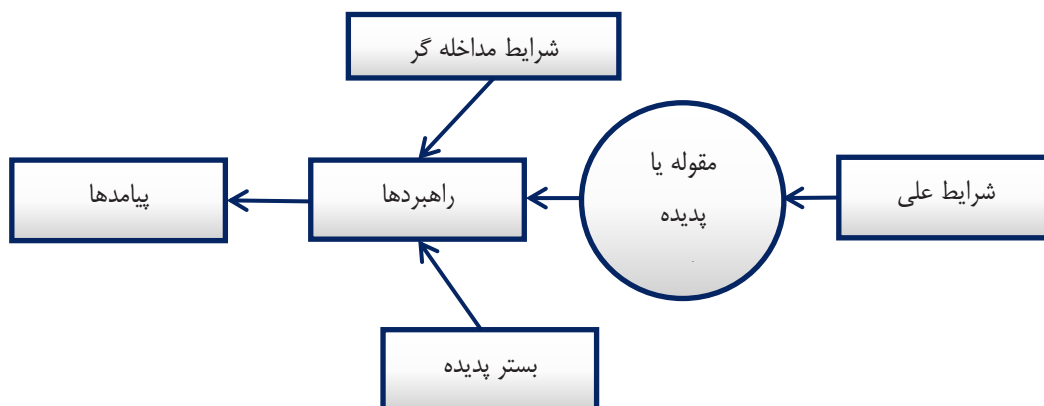 شرایط مداخله گر
شرایط علی
مقوله یا
پدیده
راهبردها
پیامدها
بستر پدیده